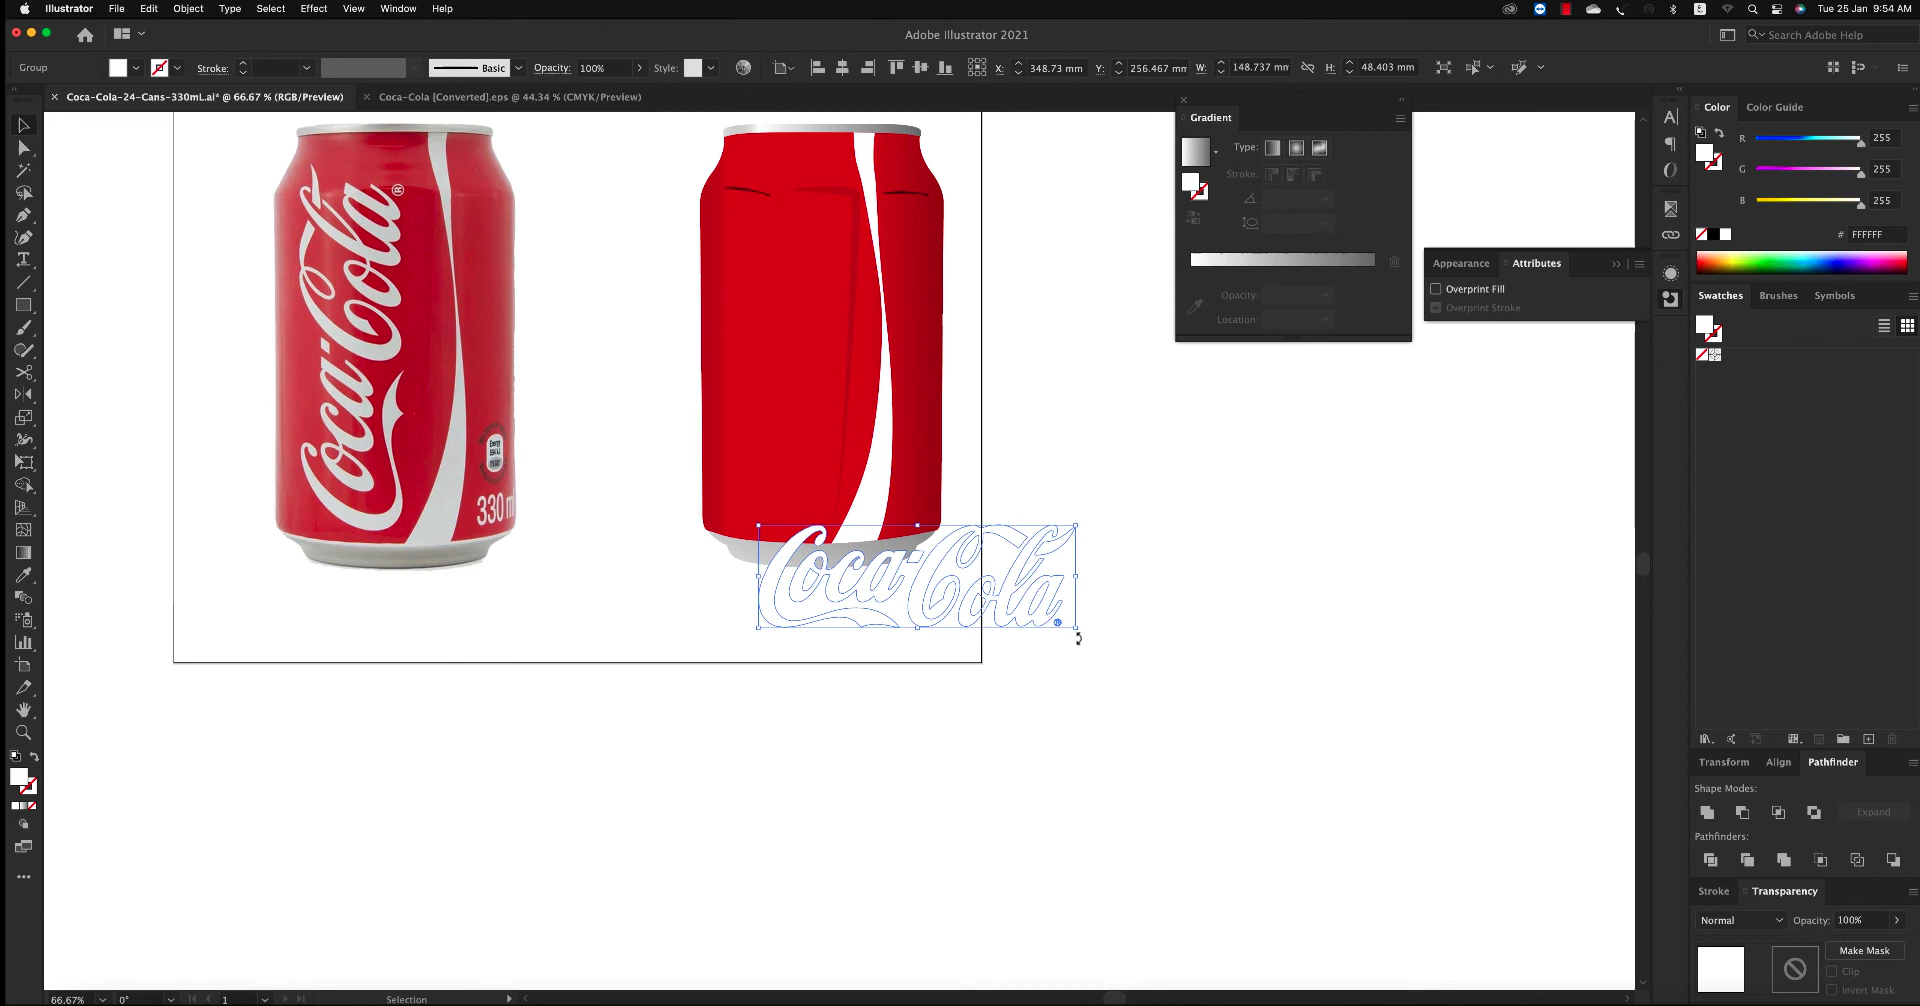 Illustrator File Edit Object Type Select Effect View Window Help
Tue 25 Jan 9:54 AM
Adobe Illustrator 2021
Search Adobe Help
Group
Stroke:
Basic
Opacity: 100%
Style:
X: 348.73 mm
Y: 256.467 mm
W: 148.737 mm
H: 48.403 mm
Coca-Cola-24-Cans-330mL.ai* @ 66.67 % (RGB/Preview)
Coca-Cola [Converted].eps @ 44.34 % (CMYK/Preview)
Gradient
Type:
Stroke:
Opacity:
Location:
Appearance Attributes
Overprint Fill
Overprint Stroke
Color Color Guide
R 255
G 255
B 255
# FFFFFF
Swatches Brushes Symbols
Coca-Cola ®
Energy
330 ml
Coca-Cola
Transform Align Pathfinder
Shape Modes:
Expand
Pathfinders:
Stroke Transparency
Normal Opacity: 100%
Make Mask
Clip
Invert Mask
66.67% 0° 1 Selection